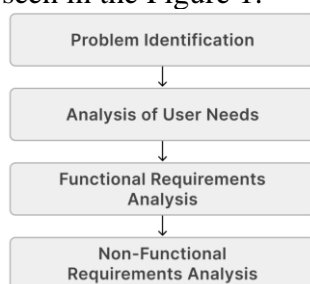 seen in the Figure 1.
Problem Identification
Analysis of User Needs
Functional Requirements
Analysis
Non-Functional
Requirements Analysis